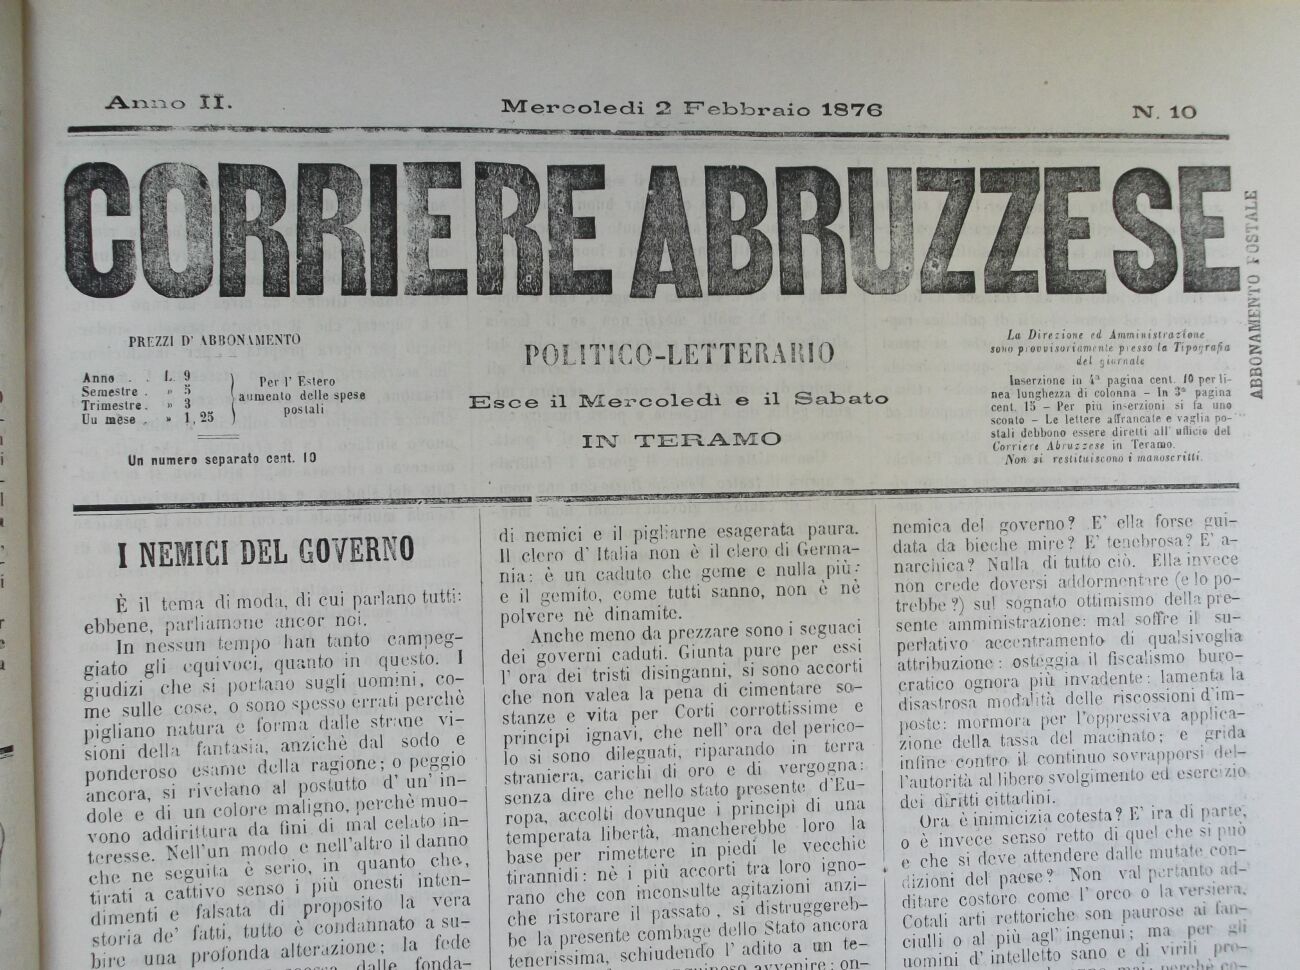 Anno II.
Mercoledì 2 Febbraio 1876
N. 10
CORRIERE ABRUZZESE
ABBONAMENTO POSTALE
PREZZI D' ABBONAMENTO
Anno . . L. 9
Semestre . » 5
Trimestre . » 3
Un mese . » 1, 25
Per l' Estero
aumento delle spese
postali
Un numero separato cent. 10
POLITICO-LETTERARIO
Esce il Mercoledì e il Sabato
IN TERAMO
La Direzione ed Amministrazione
sono provvisoriamente presso la Tipografia
del giornale
Inserzione in 4ª pagina cent. 10 per li-
nea lunghezza di colonna - In 3ª pagina
cent. 15 - Per più inserzioni si fa uno
sconto - Le lettere affrancate e vaglia po-
stali debbono essere diretti all' ufficio del
Corriere Abruzzese in Teramo.
Non si restituiscono i manoscritti.
I NEMICI DEL GOVERNO
È il tema di moda, di cui parlano tutti:
ebbene, parliamone ancor noi.
In nessun tempo han tanto campeg-
giato gli equivoci, quanto in questo. I
giudizi che si portano sugli uomini, co-
me sulle cose, o sono spesso errati perchè
pigliano natura e forma dalle strane vi-
sioni della fantasia, anzichè dal sodo e
ponderoso esame della ragione; o peggio
ancora, si rivelano al postutto d' un' in-
dole e di un colore maligno, perchè muo-
vono addirittura da fini di mal celato in-
teresse. Nell'un modo e nell'altro il danno
che ne seguita è serio, in quanto che,
tirati a cattivo senso i più onesti inten-
dimenti e falsata di proposito la vera
storia de' fatti, tutto è condannato a su-
bire una profonda alterazione; la fede
dalle fonda-
di nemici e il pigliarne esagerata paura.
Il clero d' Italia non è il clero di Germa-
nia: è un caduto che geme e nulla più:
e il gemito, come tutti sanno, non è nè
polvere nè dinamite.
Anche meno da prezzare sono i seguaci
dei governi caduti. Giunta pure per essi
l' ora dei tristi disinganni, si sono accorti
che non valea la pena di cimentare so-
stanze e vita per Corti corrottissime e
principi ignavi, che nell' ora del perico-
lo si sono dileguati, riparando in terra
straniera, carichi di oro e di vergogna:
senza dire che nello stato presente d'Eu-
ropa, accolti dovunque i principi di una
temperata libertà, mancherebbe loro la
base per rimettere in piedi le vecchie
tirannidi: nè i più accorti tra loro igno-
rano che con inconsulte agitazioni anzi-
che ristorare il passato, si distruggereb-
be la presente combage dello Stato ancora
tenerissima, schiudendo l' adito a un te-
avvenire: on-
nemica del governo? E' ella forse gui-
data da bieche mire? E' tenebrosa? E' a-
narchica? Nulla di tutto ciò. Ella invece
non crede doversi addormentare (e lo po-
trebbe?) sul sognato ottimismo della pre-
sente amministrazione: mal soffre il su-
perlativo accentramento di qualsivoglia
attribuzione: osteggia il fiscalismo buro-
cratico ognora più invadente: lamenta la
disastrosa modalità delle riscossioni d'im-
poste: mormora per l'oppressiva applica-
zione della tassa del macinato; e grida
infine contro il continuo sovrapporsi del-
l'autorità al libero svolgimento ed esercizio
dei diritti cittadini.
Ora è inimicizia cotesta? E' ira di parte,
o è invece senso retto di quel che si può
e che si deve attendere dalle mutate con-
dizioni del paese? Non val pertanto ad-
ditare costoro come l' orco o la versiera.
Cotali arti rettoriche son paurose ai fan-
ciulli o al più agl' ingenui; ma per gli
uomini d' intelletto sano e di virili pro-